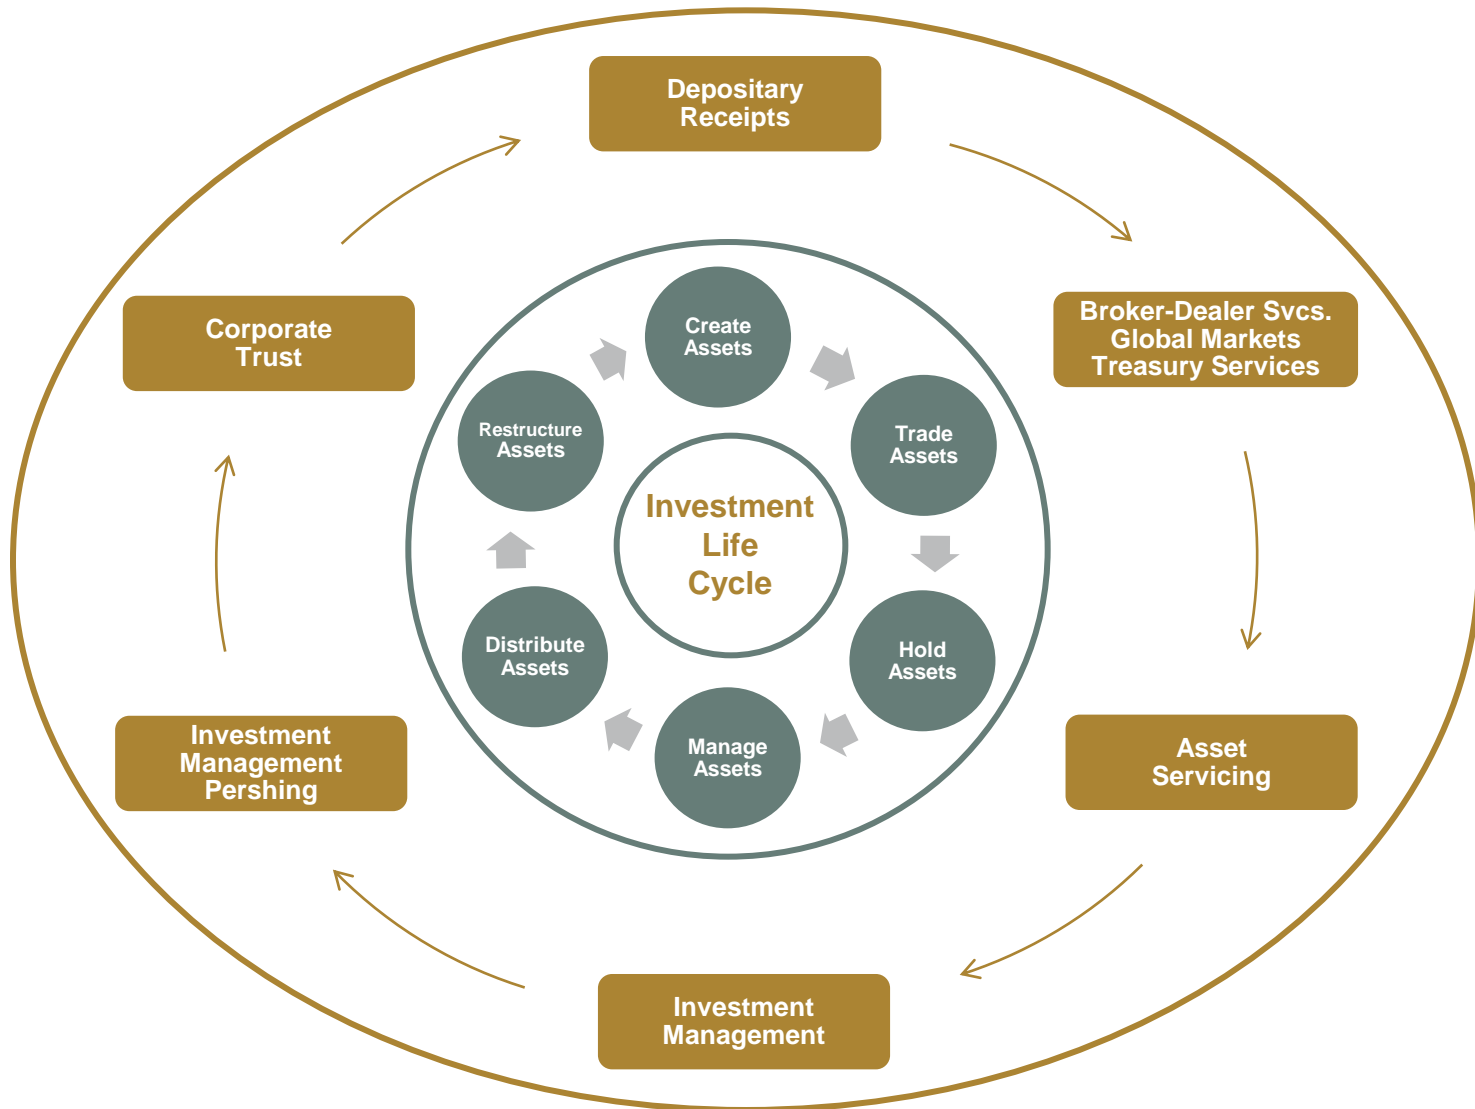 Depositary
Receipts
Broker-Dealer Svcs.
Global Markets
Treasury Services
Asset
Servicing
Investment
Management
Investment
Management
Pershing
Corporate
Trust
Create
Assets
Trade
Assets
Hold
Assets
Manage
Assets
Distribute
Assets
Restructure
Assets
Investment
Life
Cycle